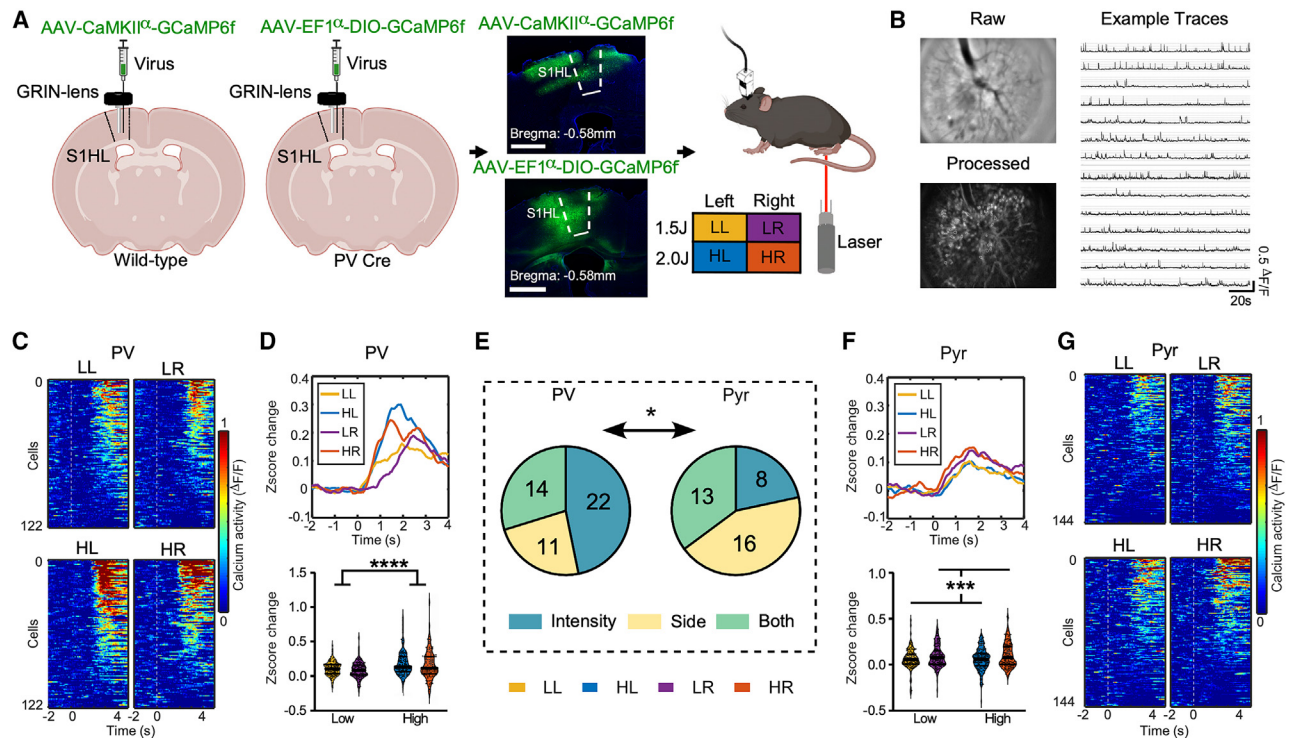 A
AAV-CaMKIIα-GCaMP6f
AAV-EF1α-DIO-GCaMP6f
Virus
Virus
GRIN-lens
GRIN-lens
S1HL
S1HL
Wild-type
PV Cre
AAV-CaMKIIα-GCaMP6f
S1HL
Bregma: -0.58mm
AAV-EF1α-DIO-GCaMP6f
S1HL
Bregma: -0.58mm
Left Right
1.5J LL LR
2.0J HL HR
Laser
B
Raw
Example Traces
Processed
0.5 ΔF/F
20s
C
PV
LL LR
0
Cells
122
HL HR
0
Cells
122
-2 0 4 -2 0 4
Time (s)
1
Calcium activity (ΔF/F)
0
D
PV
0.4
0.3
0.2
0.1
0
-0.1
Zscore change
LL
HL
LR
HR
-2 -1 0 1 2 3 4
Time (s)
****
1.5
1.0
0.5
0.0
-0.5
Zscore change
Low High
E
PV Pyr
*
14 22 11
13 8 16
Intensity Side Both
LL HL LR HR
F
Pyr
0.4
0.3
0.2
0.1
0
-0.1
Zscore change
LL
HL
LR
HR
-2 -1 0 1 2 3 4
Time (s)
***
1.0
0.5
0.0
-0.5
Zscore change
Low High
G
Pyr
LL LR
0
Cells
144
HL HR
0
Cells
144
-2 0 4 -2 0 4
Time (s)
1
Calcium activity (ΔF/F)
0